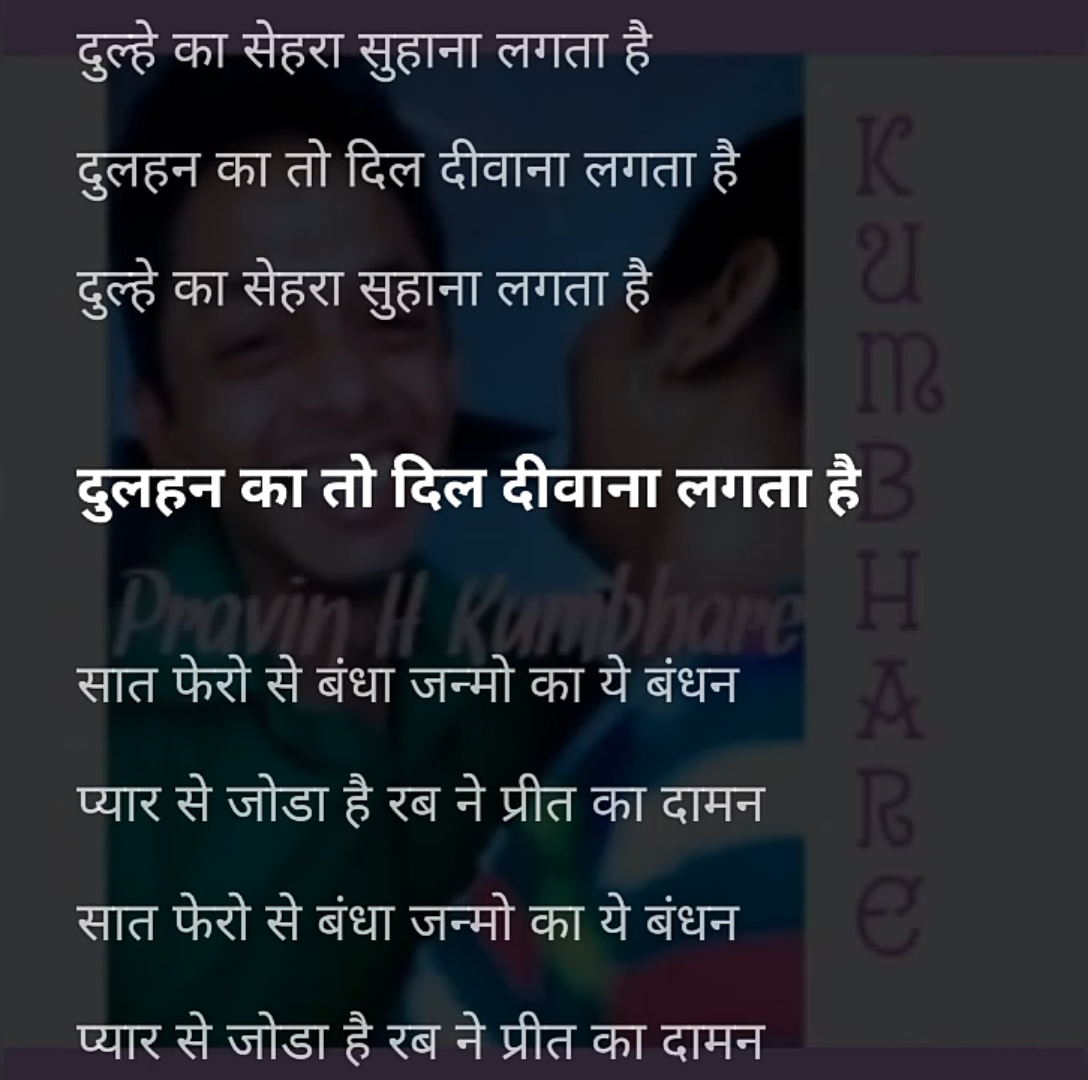 दुल्हे का सेहरा सुहाना लगता है
दुलहन का तो दिल दीवाना लगता है
दुल्हे का सेहरा सुहाना लगता है
दुलहन का तो दिल दीवाना लगता है
Pravin H Kumbhare
सात फेरो से बंधा जन्मो का ये बंधन
प्यार से जोडा है रब ने प्रीत का दामन
सात फेरो से बंधा जन्मो का ये बंधन
प्यार से जोडा है रब ने प्रीत का दामन
KUMBHARE